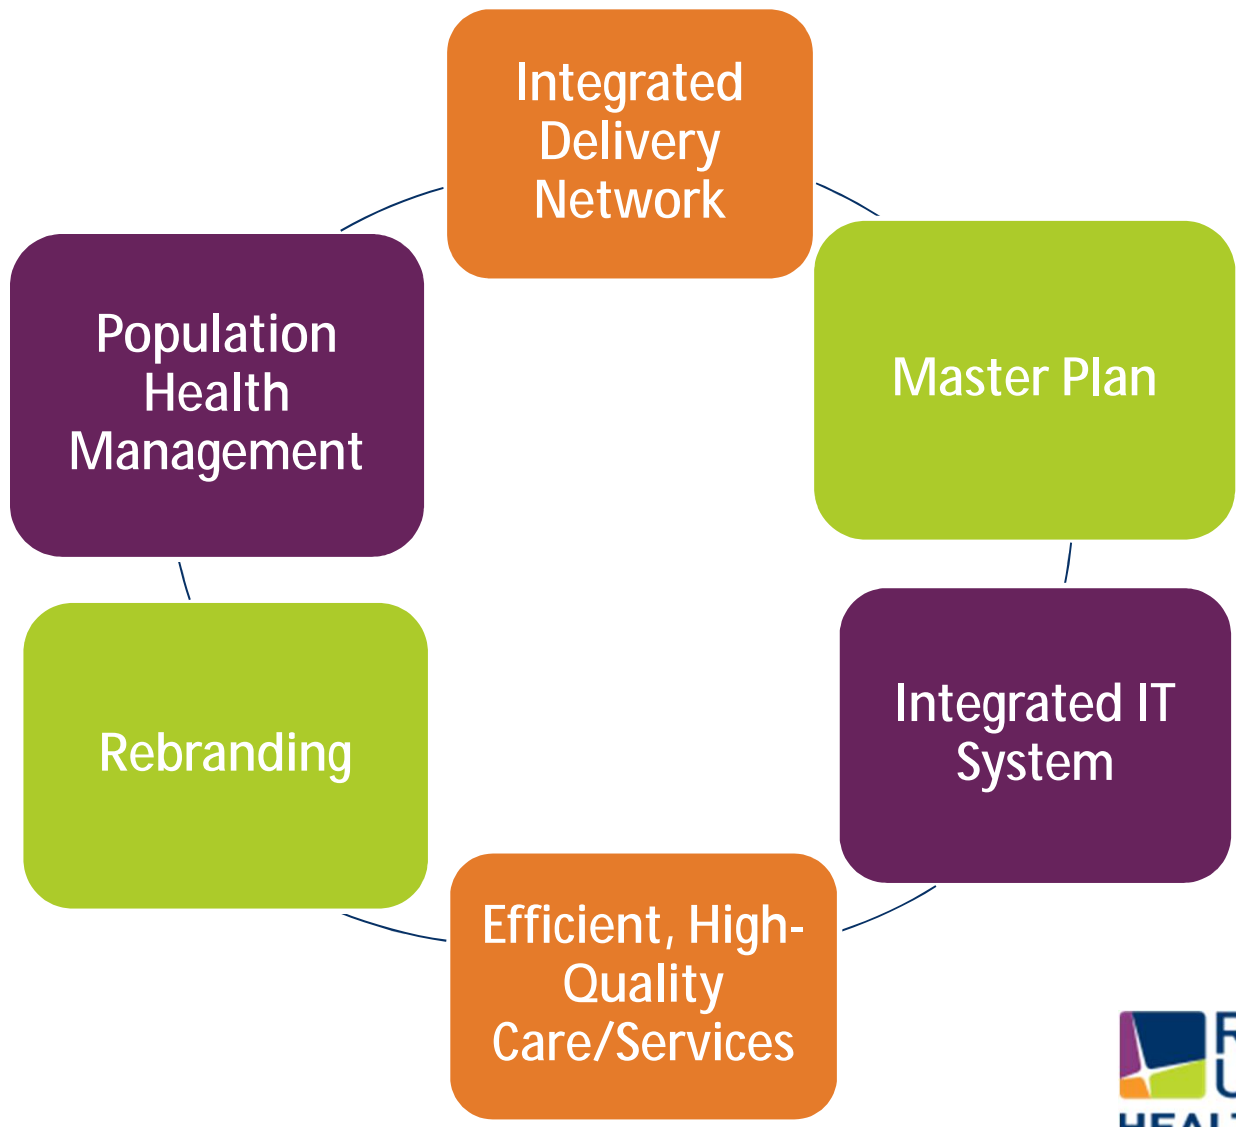 Integrated
Delivery
Network
Master Plan
Integrated IT
System
Efficient, High-
Quality
Care/Services
Rebranding
Population
Health
Management